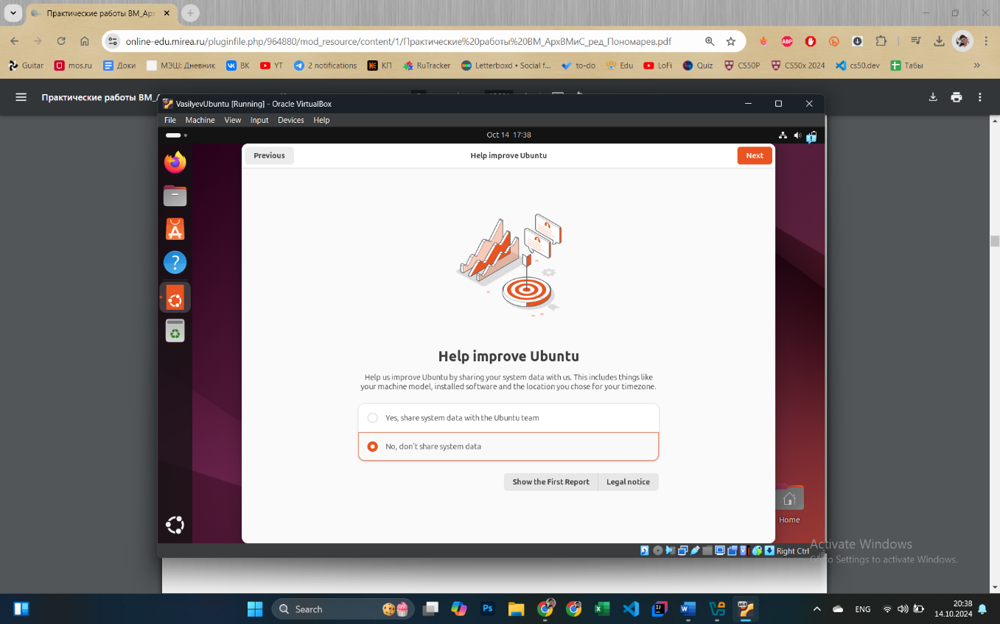 Практические работы ВМ_Арх
online-edu.mirea.ru/pluginfile.php/964880/mod_resource/content/1/Практические%20работы%20ВМ_АрхВМиС_ред_Пономарев.pdf
ABP
Guitar mos.ru Доки МЭШ: Дневник ВК YT 2 notifications КП RuTracker Letterboxd • Social f... to-do Edu LoFi Quiz CS50P CS50x 2024 cs50.dev Табы
Практические работы ВМ_А
VasilyevUbuntu [Running] - Oracle VirtualBox
File Machine View Input Devices Help
Oct 14 17:38
Previous Help improve Ubuntu Next
Help improve Ubuntu
Help us improve Ubuntu by sharing your system data with us. This includes things like
your machine model, installed software and the location you chose for your timezone.
Yes, share system data with the Ubuntu team
No, don't share system data
Show the First Report Legal notice
Home
Right Ctrl
Activate Windows
Go to Settings to activate Windows.
Search
Ps
ENG
20:38
14.10.2024